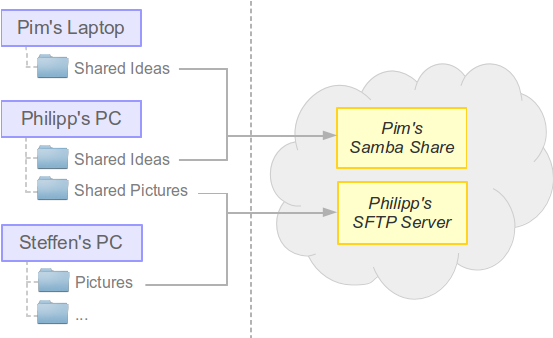 Pim's Laptop
Shared Ideas
Philipp's PC
Shared Ideas
Shared Pictures
Steffen's PC
Pictures
...
Pim's
Samba Share
Philipp's
SFTP Server